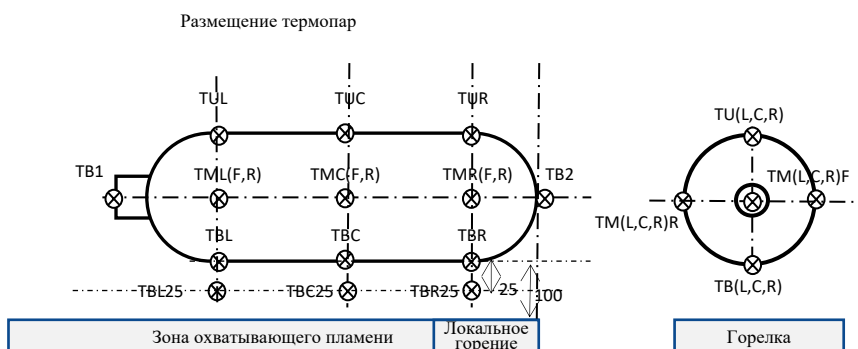 Размещение термопар
TUL TUC TUR
TU(L,C,R)
TB1 TML(F,R) TMC(F,R) TMR(F,R) TB2
TM(L,C,R)F
TM(L,C,R)R
TBL TBC TBR
TB(L,C,R)
TBL25 TBC25 TBR25 25 100
Зона охватывающего пламени
Локальное
горение
Горелка